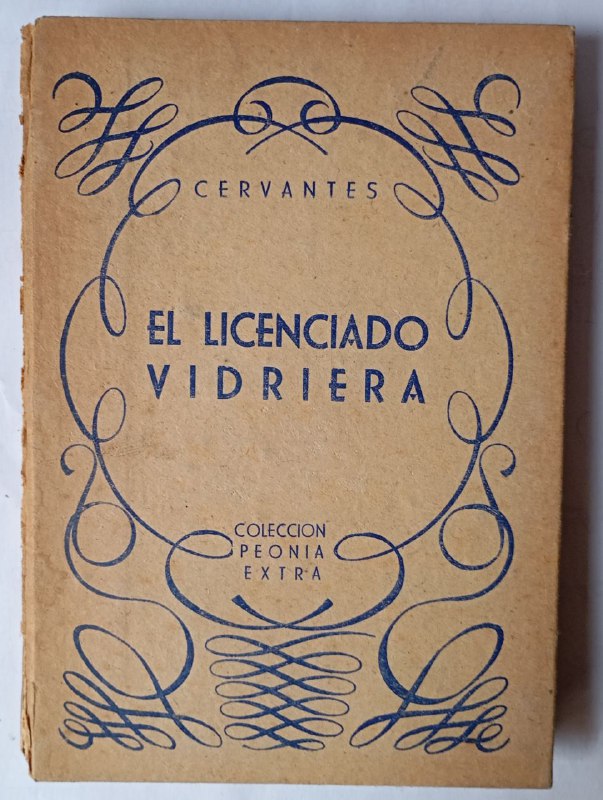 CERVANTES
EL LICENCIADO
VIDRIERA
COLECCION
PEONIA
EXTRA